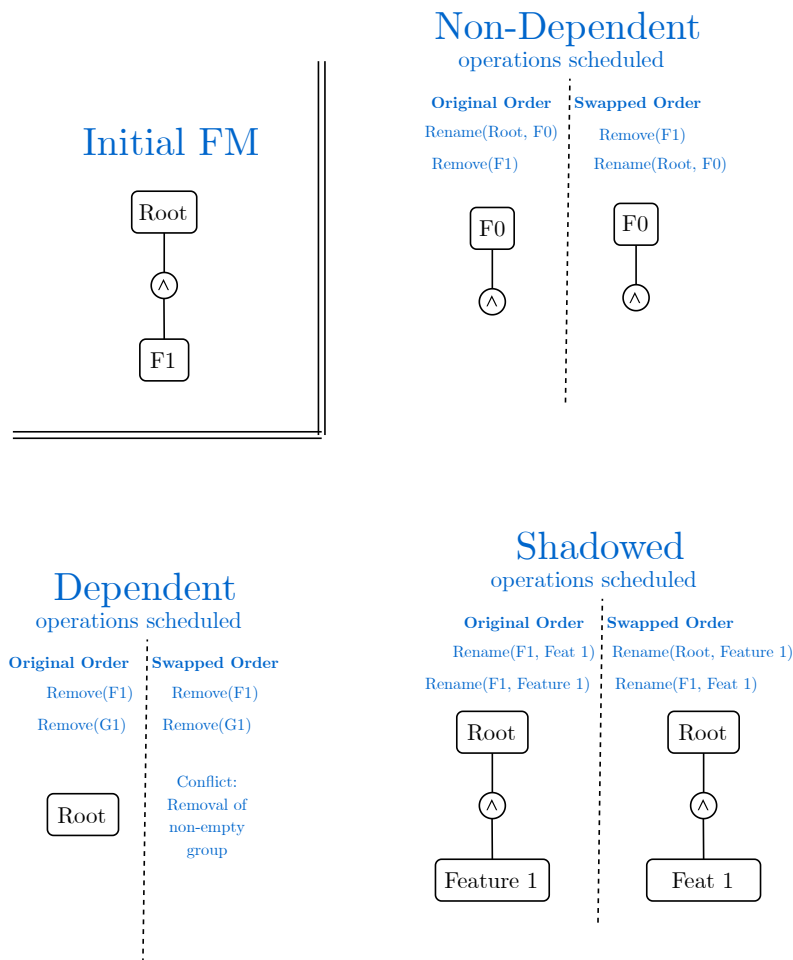 Initial FM
Root
∧
F1
Non-Dependent
operations scheduled
Original Order
Rename(Root, F0)
Remove(F1)
F0
∧
Swapped Order
Remove(F1)
Rename(Root, F0)
F0
∧
Dependent
operations scheduled
Original Order
Remove(F1)
Remove(G1)
Root
Swapped Order
Remove(F1)
Remove(G1)
Conflict:
Removal of
non-empty
group
Shadowed
operations scheduled
Original Order
Rename(F1, Feat 1)
Rename(F1, Feature 1)
Root
∧
Feature 1
Swapped Order
Rename(Root, Feature 1)
Rename(F1, Feat 1)
Root
∧
Feat 1